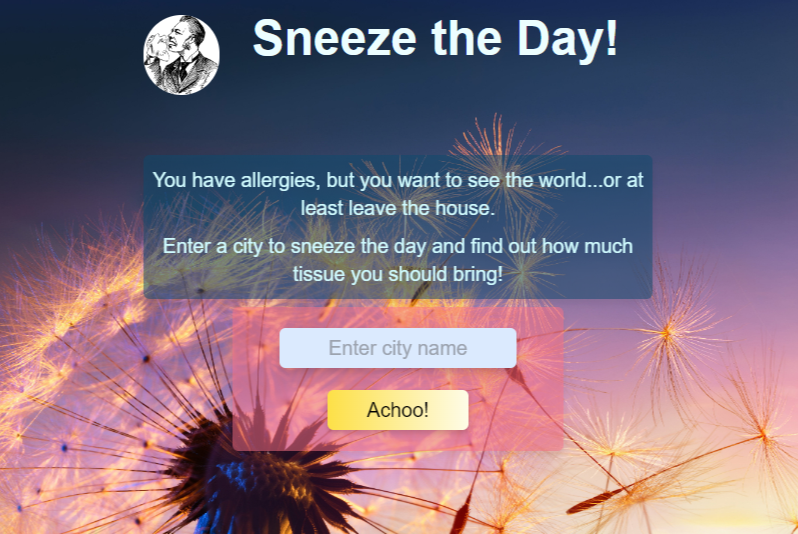 Sneeze the Day!
You have allergies, but you want to see the world...or at
least leave the house.
Enter a city to sneeze the day and find out how much
tissue you should bring!
Enter city name
Achoo!